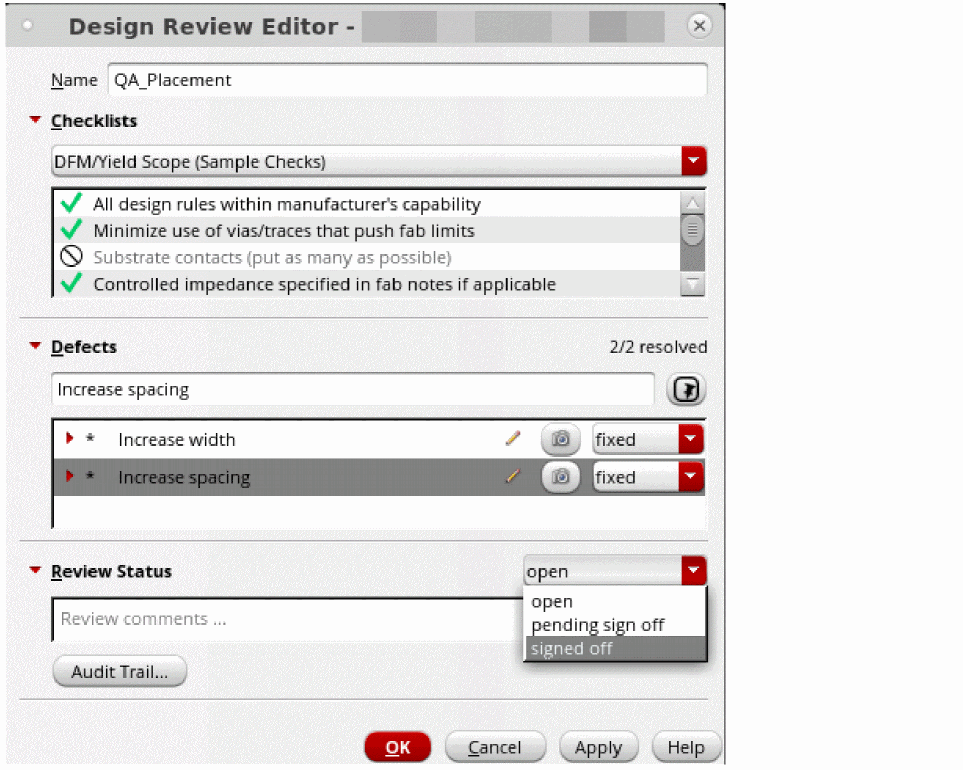 Design Review Editor -
Name QA_Placement
Checklists
DFM/Yield Scope (Sample Checks)
All design rules within manufacturer's capability
Minimize use of vias/traces that push fab limits
Substrate contacts (put as many as possible)
Controlled impedance specified in fab notes if applicable
Defects 2/2 resolved
Increase spacing
* Increase width fixed
* Increase spacing fixed
Review Status open
open
Review comments ...
pending sign off
signed off
Audit Trail...
OK Cancel Apply Help